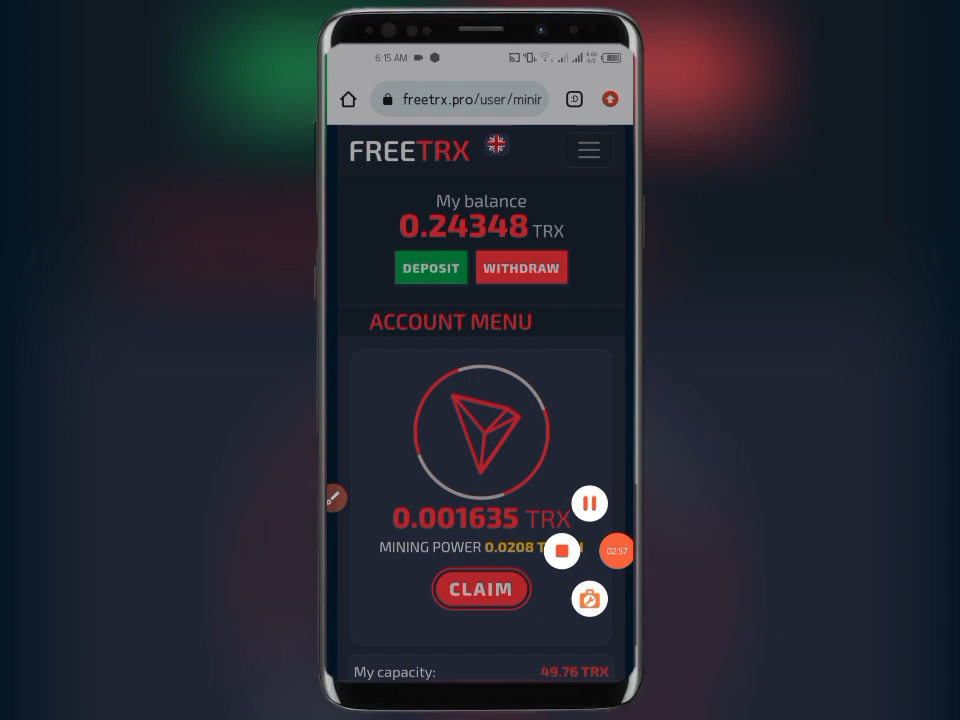 6:15 AM
freetrx.pro/user/minir
:D
FREETRX
My balance
0.24348 TRX
DEPOSIT WITHDRAW
ACCOUNT MENU
0.001635 TRX
MINING POWER 0.0208
02:57
CLAIM
My capacity: 49.76 TRX